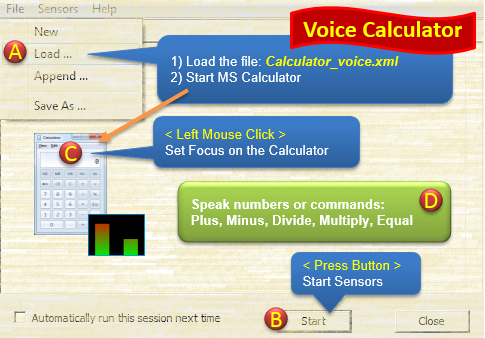 File Sensors Help
Voice Calculator
New
A
Load ...
Append ...
Save As ...
1) Load the file: Calculator_voice.xml
2) Start MS Calculator
Calculator
C
0
< Left Mouse Click >
Set Focus on the Calculator
Speak numbers or commands:
Plus, Minus, Divide, Multiply, Equal
D
< Press Button >
Start Sensors
Automatically run this session next time
B
Start
Close